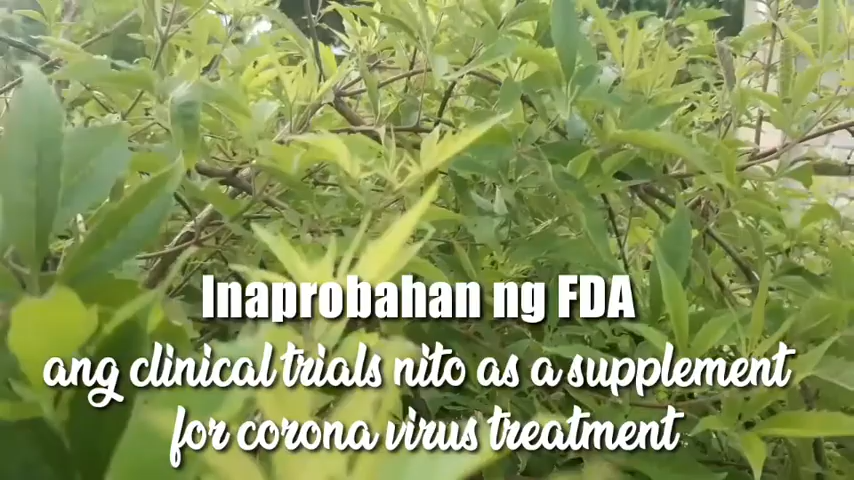 Inaprobahan ng FDA
ang clinical trials nito as a supplement
for corona virus treatment